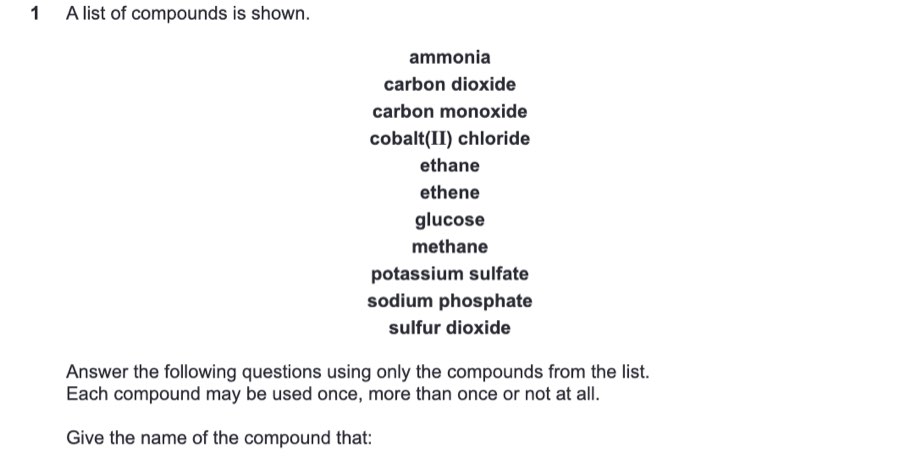 1 A list of compounds is shown.
ammonia
carbon dioxide
carbon monoxide
cobalt(II) chloride
ethane
ethene
glucose
methane
potassium sulfate
sodium phosphate
sulfur dioxide
Answer the following questions using only the compounds from the list.
Each compound may be used once, more than once or not at all.
Give the name of the compound that: